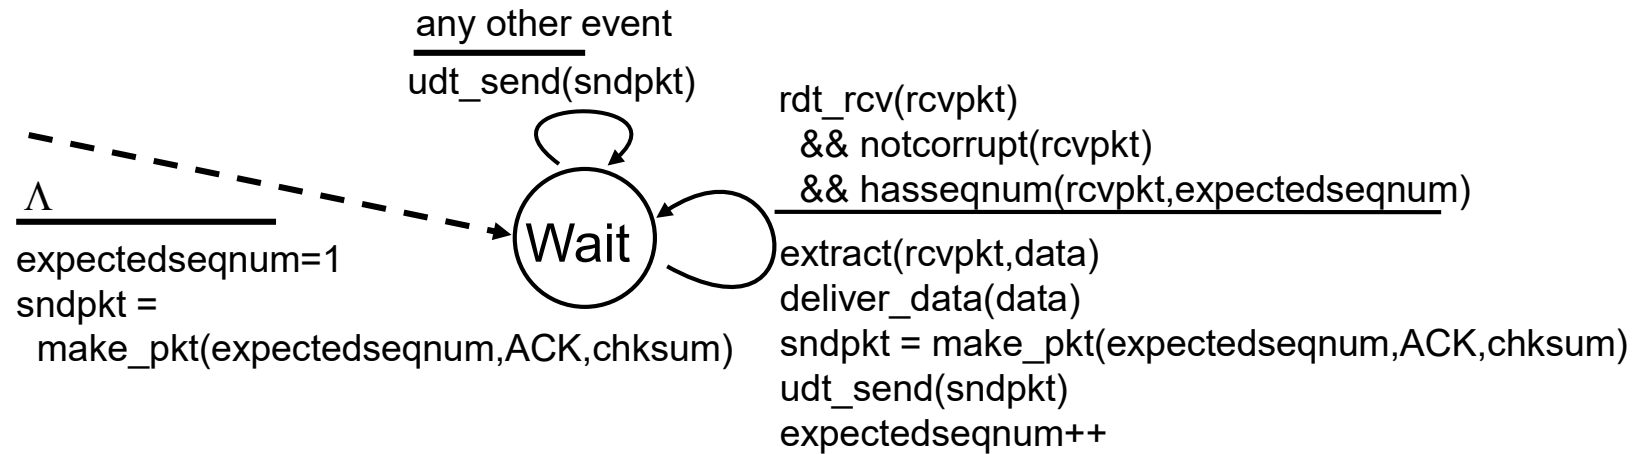 any other event
udt_send(sndpkt)
rdt_rcv(rcvpkt)
&& notcorrupt(rcvpkt)
&& hasseqnum(rcvpkt,expectedseqnum)
Λ
expectedseqnum=1
sndpkt =
make_pkt(expectedseqnum,ACK,chksum)
Wait
extract(rcvpkt,data)
deliver_data(data)
sndpkt = make_pkt(expectedseqnum,ACK,chksum)
udt_send(sndpkt)
expectedseqnum++